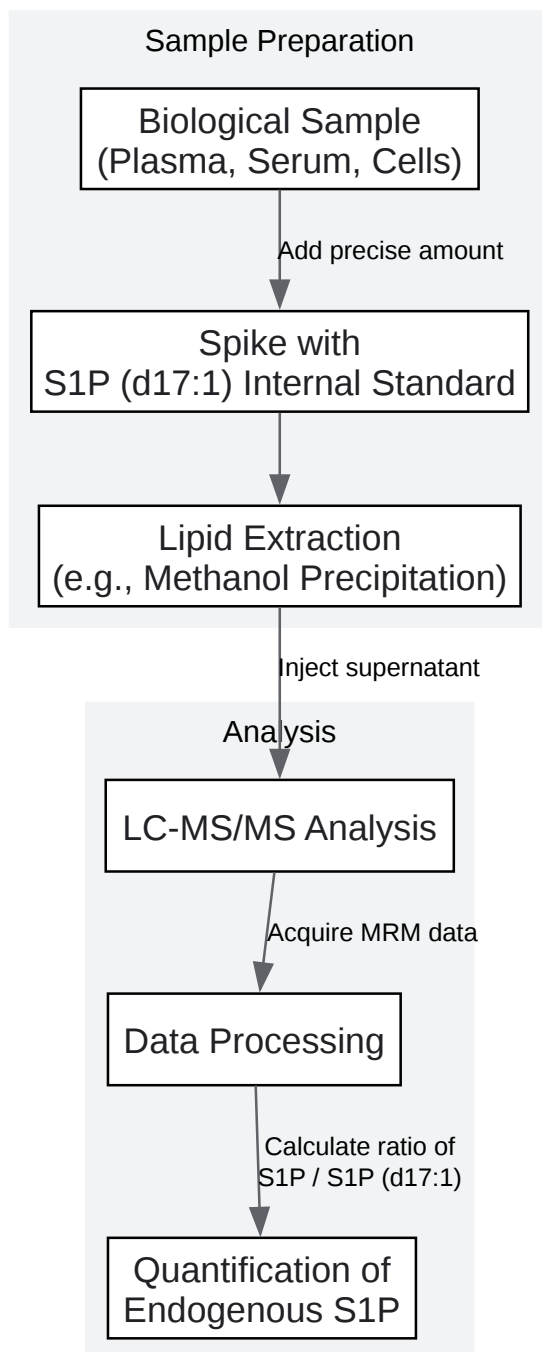 Sample Preparation
Biological Sample
(Plasma, Serum, Cells)
Add precise amount
Spike with
S1P (d17:1) Internal Standard
Lipid Extraction
(e.g., Methanol Precipitation)
Inject supernatant
Analysis
LC-MS/MS Analysis
Acquire MRM data
Data Processing
Calculate ratio of
S1P / S1P (d17:1)
Quantification of
Endogenous S1P